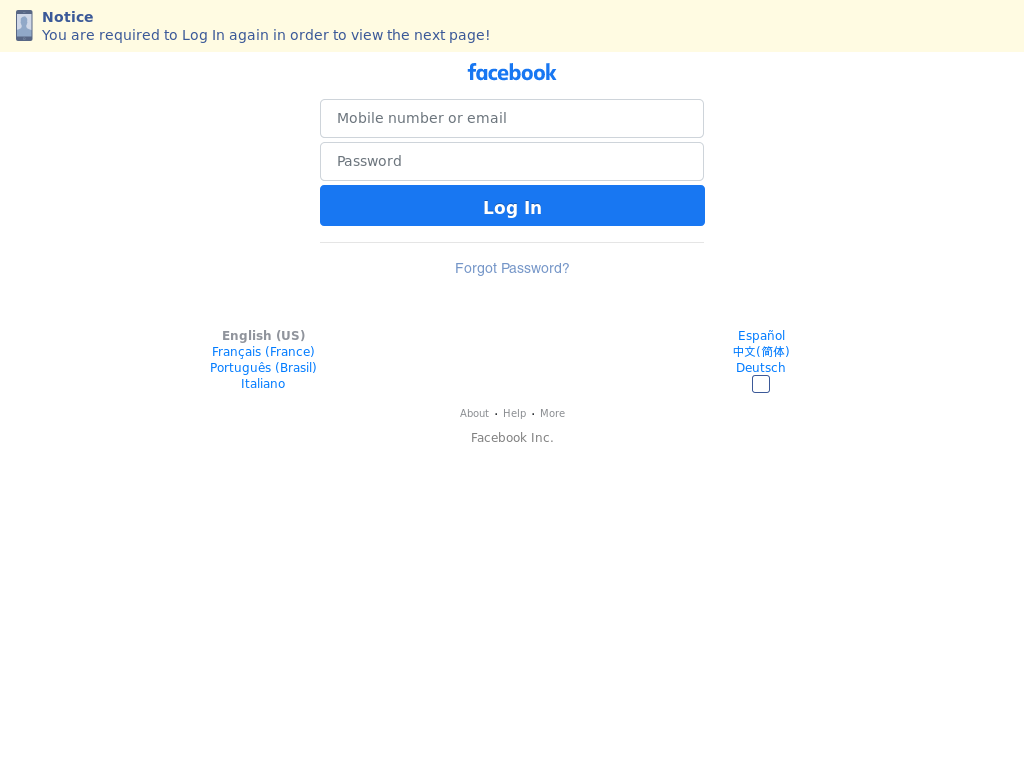 Notice
You are required to Log In again in order to view the next page!
facebook
Mobile number or email
Password
Log In
Forgot Password?
English (US)
Français (France)
Português (Brasil)
Italiano
Español
中文(简体)
Deutsch
About · Help · More
Facebook Inc.